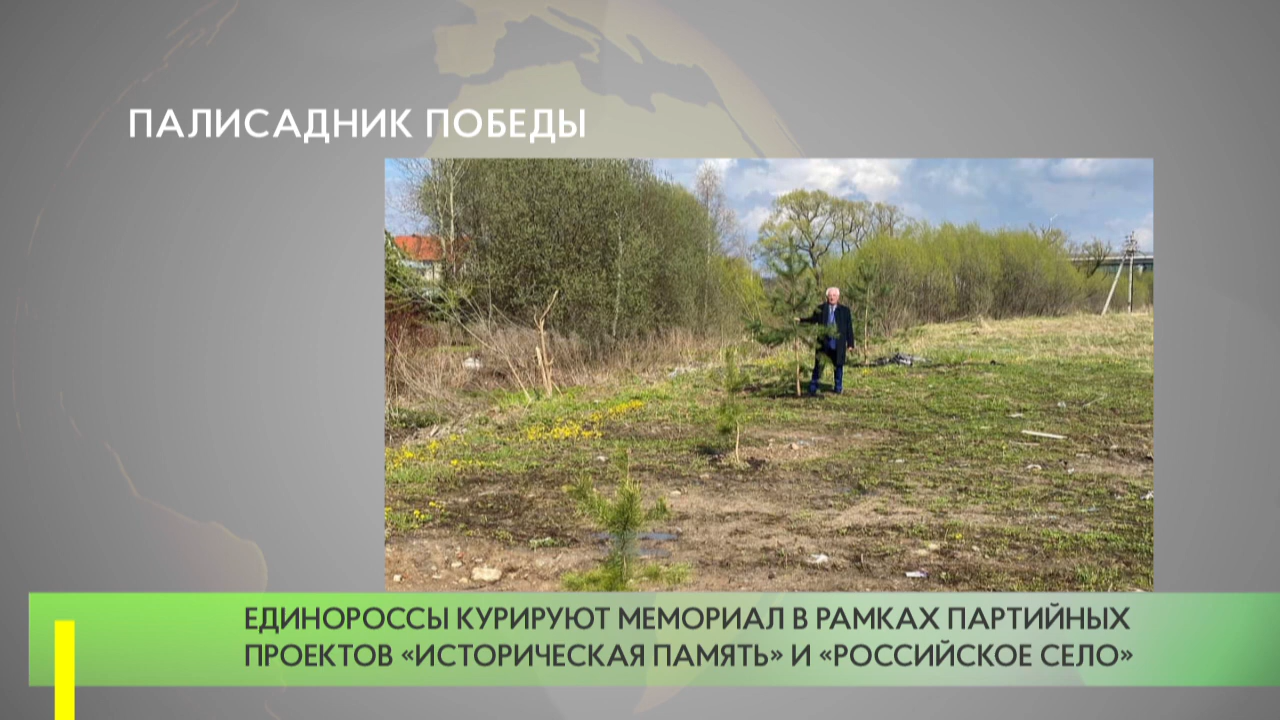 ПАЛИСАДНИК ПОБЕДЫ
ЕДИНОРОССЫ КУРИРУЮТ МЕМОРИАЛ В РАМКАХ ПАРТИЙНЫХ
ПРОЕКТОВ «ИСТОРИЧЕСКАЯ ПАМЯТЬ» И «РОССИЙСКОЕ СЕЛО»